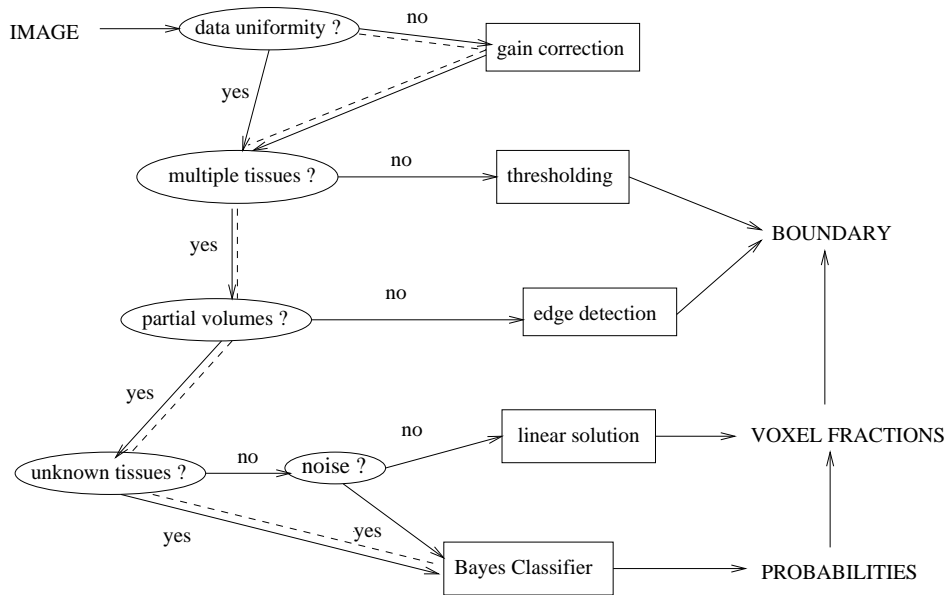 IMAGE
data uniformity ?
no
gain correction
yes
multiple tissues ?
no
thresholding
BOUNDARY
yes
partial volumes ?
no
edge detection
yes
unknown tissues ?
no
noise ?
no
linear solution
VOXEL FRACTIONS
yes
yes
Bayes Classifier
PROBABILITIES